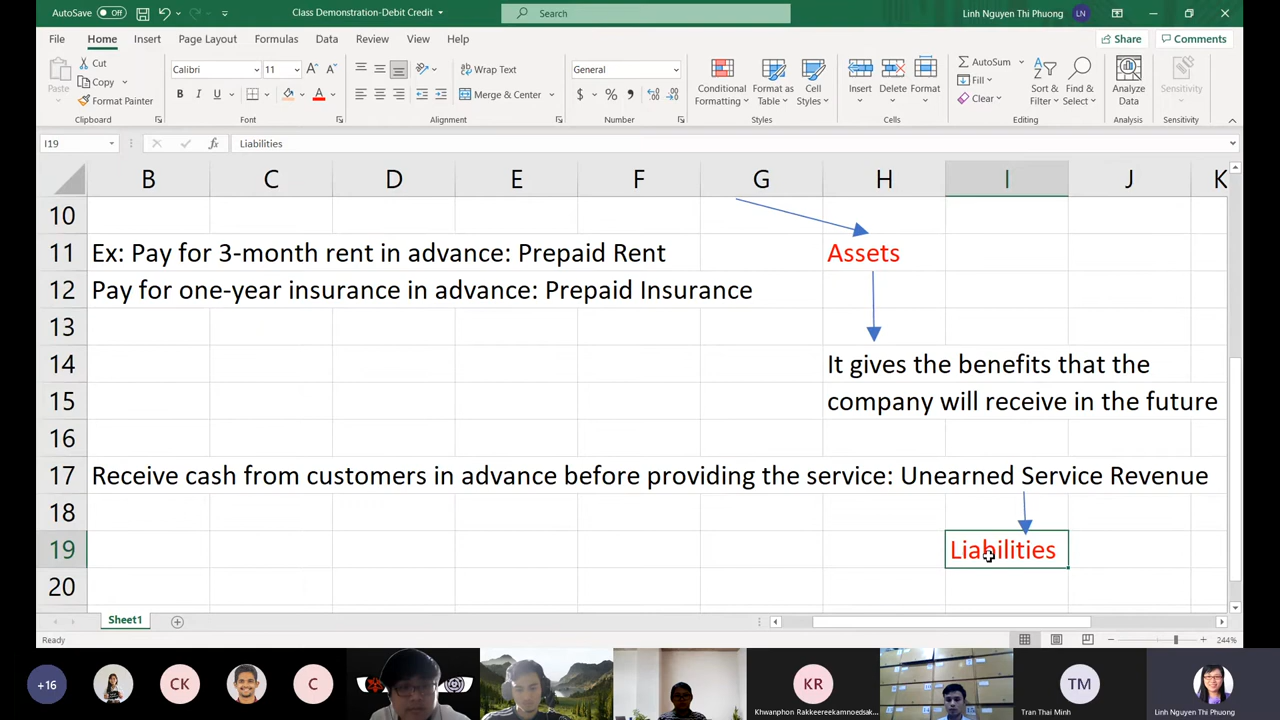 AutoSave Off Class Demonstration-Debit Credit Search Linh Nguyen Thi Phuong LN
File Home Insert Page Layout Formulas Data Review View Help Share Comments
Paste Cut Copy Format Painter Clipboard
Calibri 11 A A B I U A Font
Wrap Text Merge & Center Alignment
General $ % , Number
Conditional Formatting Format as Table Cell Styles Styles
Insert Delete Format Cells
AutoSum Fill Clear Sort & Filter Find & Select Editing
Analyze Data Analysis
Sensitivity Sensitivity
I19 fx Liabilities
B C D E F G H I J K
10
11 Ex: Pay for 3-month rent in advance: Prepaid Rent Assets
12 Pay for one-year insurance in advance: Prepaid Insurance
13
14 It gives the benefits that the
15 company will receive in the future
16
17 Receive cash from customers in advance before providing the service: Unearned Service Revenue
18
19 Liabilities
20
Sheet1
Ready 244%
+16 CK C KR TM
Khwanphon Rakkeereekamnoedsak... Tran Thai Minh Linh Nguyen Thi Phuong